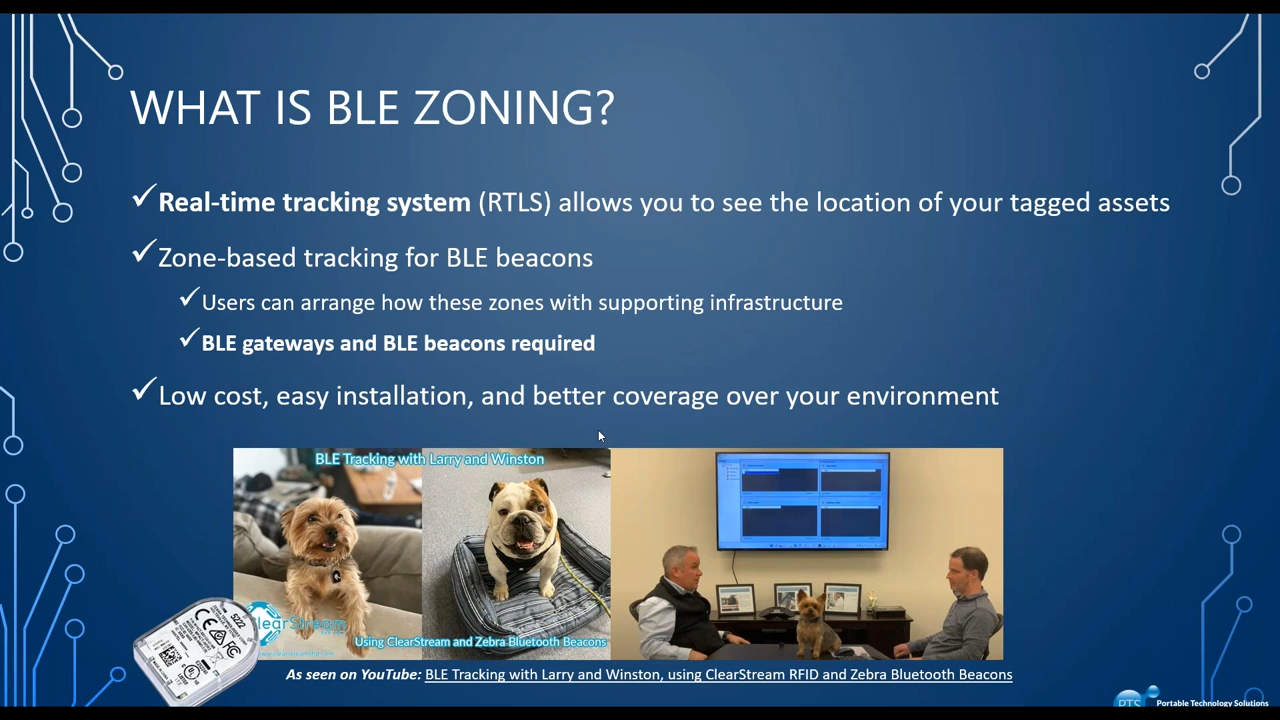 WHAT IS BLE ZONING?
Real-time tracking system (RTLS) allows you to see the location of your tagged assets
Zone-based tracking for BLE beacons
Users can arrange how these zones with supporting infrastructure
BLE gateways and BLE beacons required
Low cost, easy installation, and better coverage over your environment
BLE Tracking with Larry and Winston
learStream
Using ClearStream and Zebra Bluetooth Beacons
As seen on YouTube: BLE Tracking with Larry and Winston, using ClearStream RFID and Zebra Bluetooth Beacons
PTS
Portable Technology Solutions